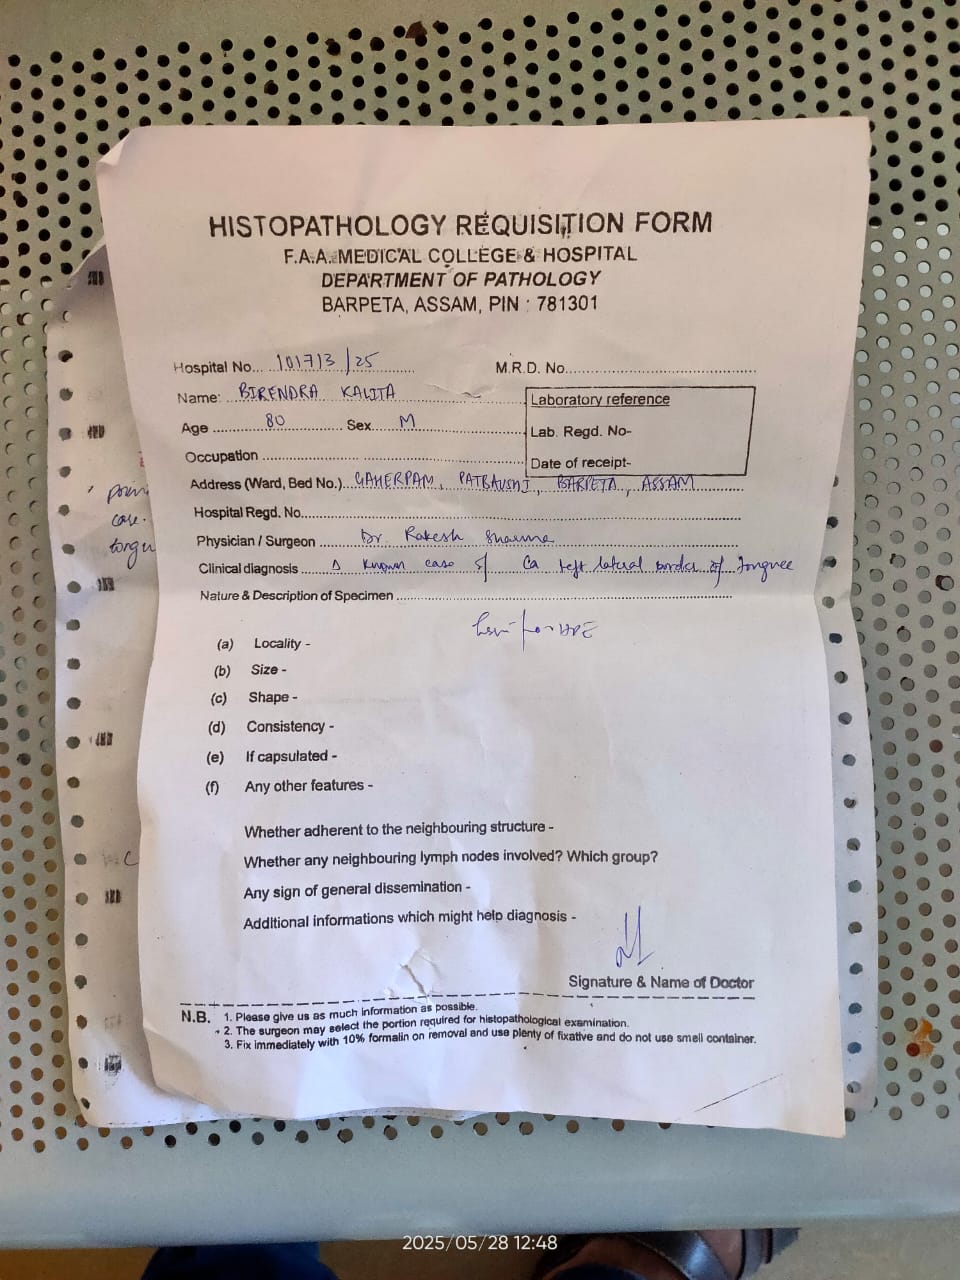 HISTOPATHOLOGY REQUISITION FORM
F.A.A. MEDICAL COLLEGE & HOSPITAL
DEPARTMENT OF PATHOLOGY
BARPETA, ASSAM, PIN : 781301
Hospital No... 101713/25 M.R.D. No.
Name: BIRENDRA KALITA
Laboratory reference
Age 80 Sex M
Lab. Regd. No-
Occupation
Date of receipt-
Address (Ward, Bed No.) PATBAUSHI, BARPETA, ASSAM
Hospital Regd. No.
Physician / Surgeon Dr. Rakesh Sharma
Clinical diagnosis A known case of Ca left lateral border of Tongue
Nature & Description of Specimen
for HPE
(a) Locality -
(b) Size -
(c) Shape -
(d) Consistency -
(e) If capsulated -
(f) Any other features -
Whether adherent to the neighbouring structure -
Whether any neighbouring lymph nodes involved? Which group?
Any sign of general dissemination -
Additional informations which might help diagnosis -
Signature & Name of Doctor
N.B. 1. Please give us as much information as possible.
2. The surgeon may select the portion required for histopathological examination.
3. Fix immediately with 10% formalin on removal and use plenty of fixative and do not use smell container.
case.
2025/05/28 12:48